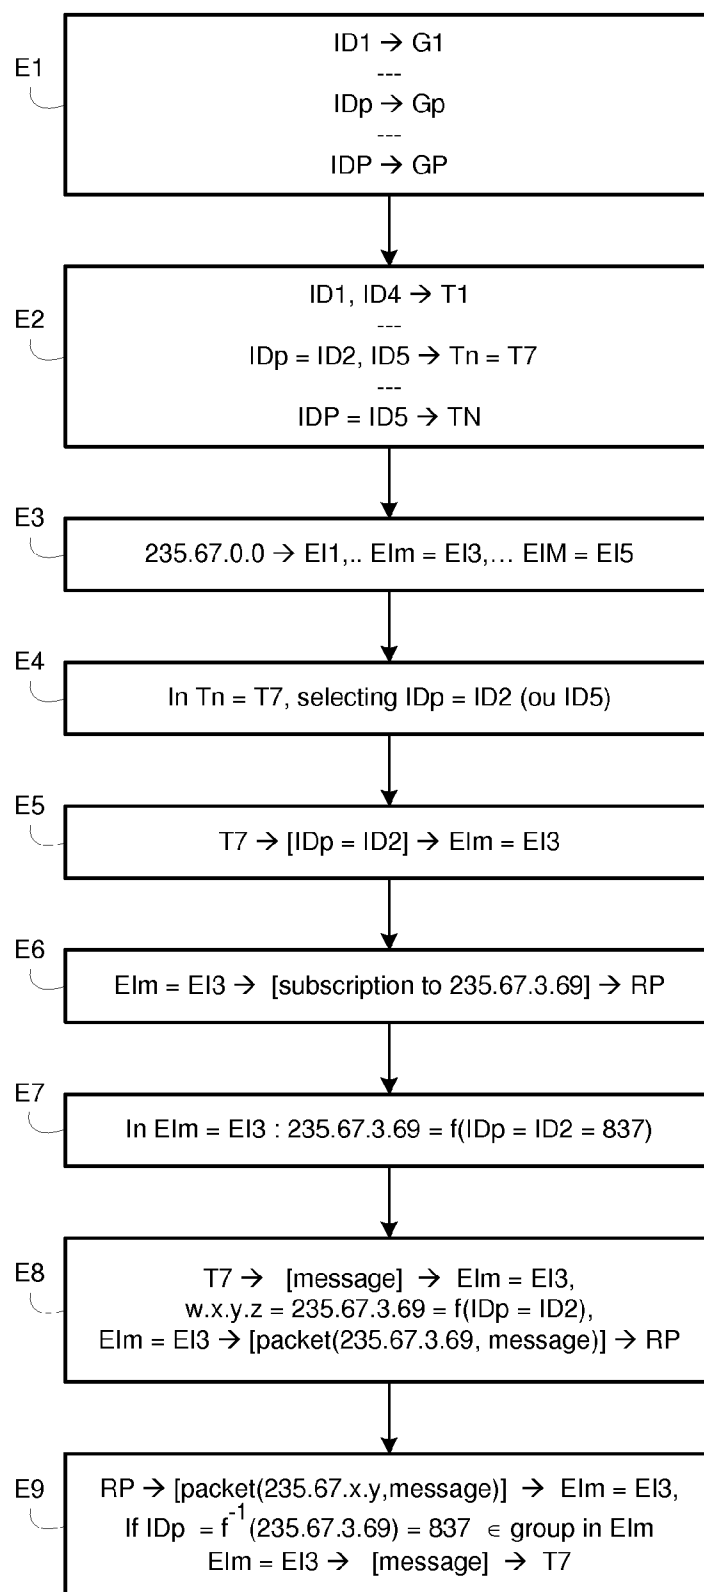 E1
ID1 → G1
---
IDp → Gp
---
IDP → GP
E2
ID1, ID4 → T1
---
IDp = ID2, ID5 → Tn = T7
---
IDP = ID5 → TN
E3
235.67.0.0 → EI1,.. EIm = EI3,... EIM = EI5
E4
In Tn = T7, selecting IDp = ID2 (ou ID5)
E5
T7 → [IDp = ID2] → EIm = EI3
E6
EIm = EI3 → [subscription to 235.67.3.69] → RP
E7
In EIm = EI3 : 235.67.3.69 = f(IDp = ID2 = 837)
E8
T7 → [message] → EIm = EI3,
w.x.y.z = 235.67.3.69 = f(IDp = ID2),
EIm = EI3 → [packet(235.67.3.69, message)] → RP
E9
RP → [packet(235.67.x.y,message)] → EIm = EI3,
If IDp = f⁻¹(235.67.3.69) = 837 ∈ group in EIm
EIm = EI3 → [message] → T7